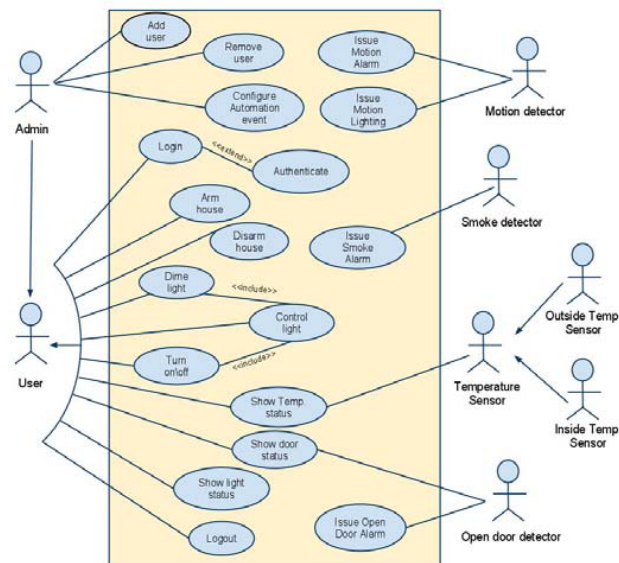 Add
user
Remove
user
Configure
Automation
event
Issue
Motion
Alarm
Issue
Motion
Lighting
Admin
Motion detector
Login
<<extend>>
Authenticate
Arm
house
Disarm
house
Issue
Smoke
Alarm
Smoke detector
Dime
light
<<include>>
Control
light
Turn
on\off
<<include>>
User
Outside Temp
Sensor
Temperature
Sensor
Inside Temp
Sensor
Show Temp.
status
Show door
status
Show light
status
Issue Open
Door Alarm
Open door detector
Logout